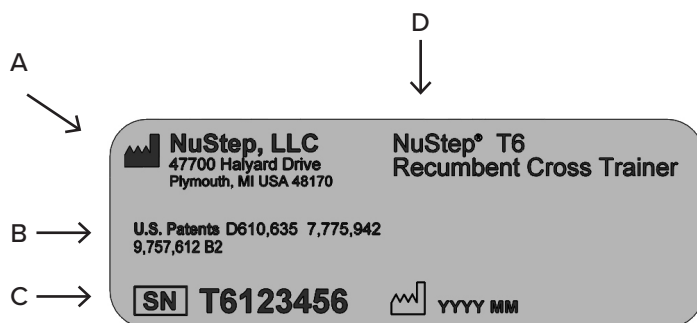 D
A
NuStep, LLC
47700 Halyard Drive
Plymouth, MI USA 48170
NuStep® T6
Recumbent Cross Trainer
B
U.S. Patents D610,635 7,775,942
9,757,612 B2
C
SN T6123456
YYYY MM